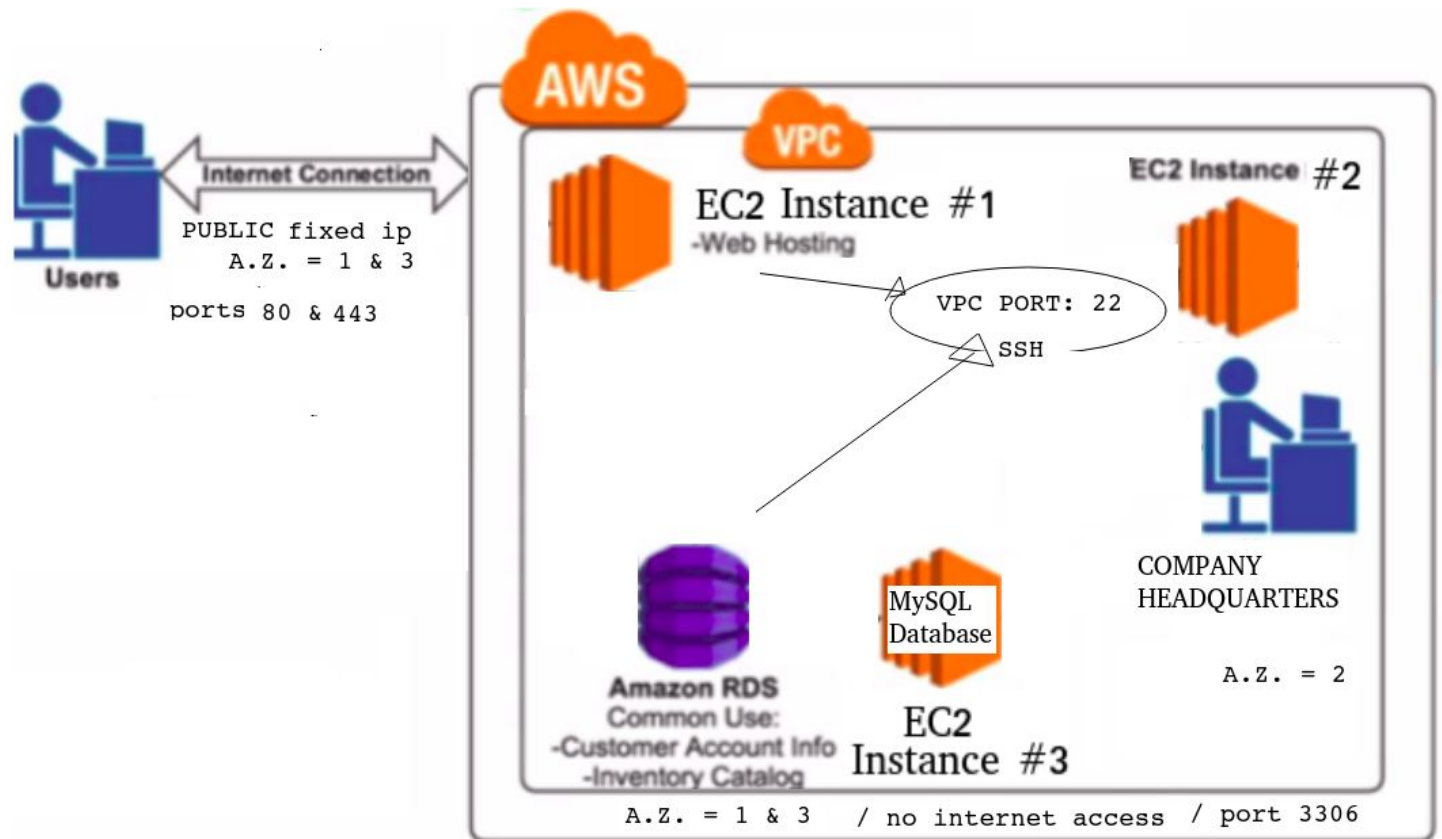 AWS
VPC
Internet Connection
PUBLIC fixed ip
A.Z. = 1 & 3
ports 80 & 443
Users
EC2 Instance #1
-Web Hosting
EC2 Instance #2
VPC PORT: 22
SSH
COMPANY
HEADQUARTERS
A.Z. = 2
Amazon RDS
Common Use:
-Customer Account Info
-Inventory Catalog
MySQL
Database
EC2
Instance #3
A.Z. = 1 & 3 / no internet access / port 3306